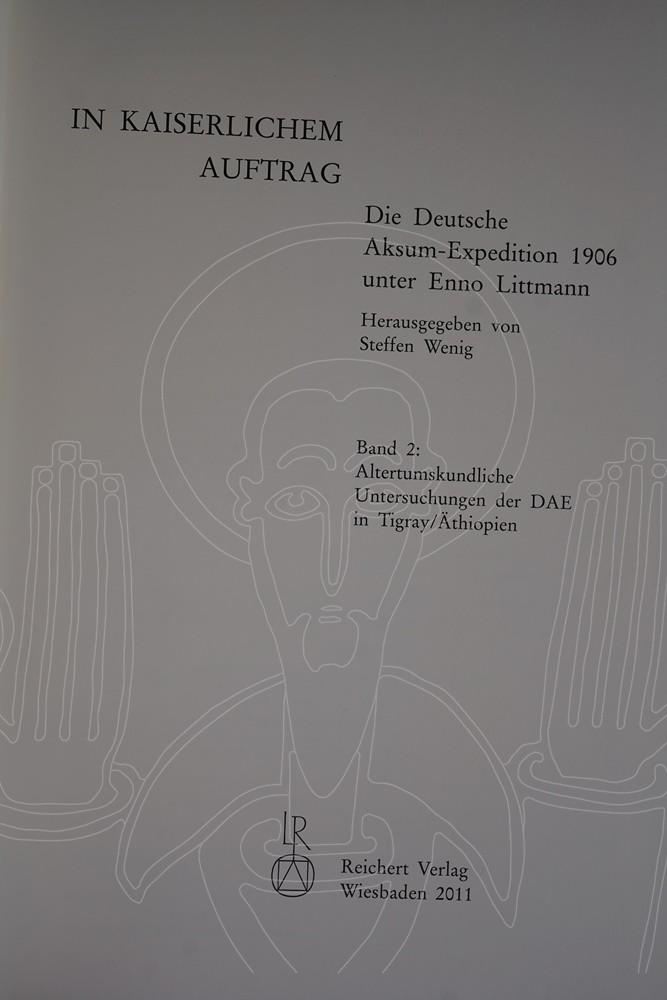 IN KAISERLICHEM
AUFTRAG
Die Deutsche
Aksum-Expedition 1906
unter Enno Littmann
Herausgegeben von
Steffen Wenig
Band 2:
Altertumskundliche
Untersuchungen der DAE
in Tigray/Äthiopien
LR
Reichert Verlag
Wiesbaden 2011